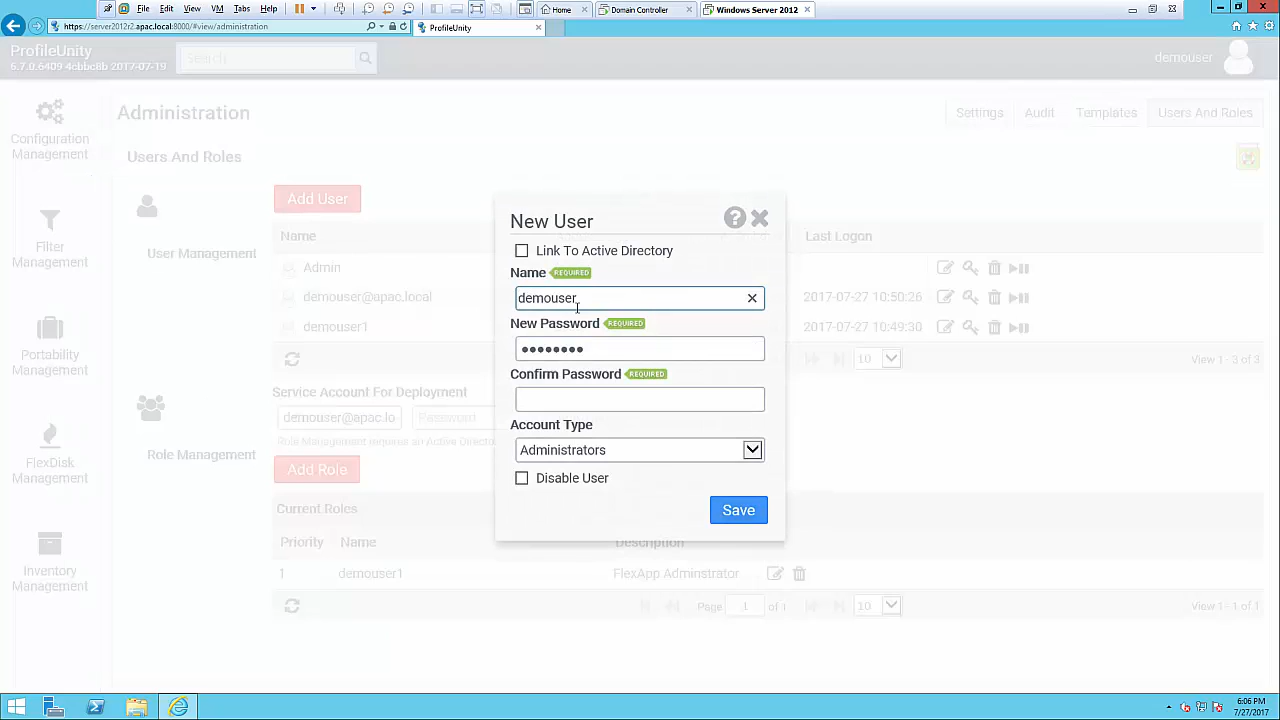 File Edit View VM Tabs Help Home Domain Controller Windows Server 2012
https://server2012r2.apac.local:8000/#view/administration ProfileUnity
ProfileUnity
6.7.0.6409 4cbbc8b 2017-07-19
Search
demouser
Administration
Settings Audit Templates Users And Roles
Users And Roles
Configuration
Management
Filter
Management
Portability
Management
FlexDisk
Management
Inventory
Management
User Management
Add User
Name Last Logon
Admin
demouser@apac.local 2017-07-27 10:50:26
demouser1 2017-07-27 10:49:30
10 View 1 - 3 of 3
Service Account For Deployment
demouser@apac.lo Password
Role Management requires an Active Directo
Role Management
Add Role
Current Roles
Priority Name Description
1 demouser1 FlexApp Adminstrator
Page 1 of 1 10 View 1 - 1 of 1
New User
Link To Active Directory
Name REQUIRED
demouser
New Password REQUIRED
●●●●●●●●
Confirm Password REQUIRED
Account Type
Administrators
Disable User
Save
6:06 PM
7/27/2017